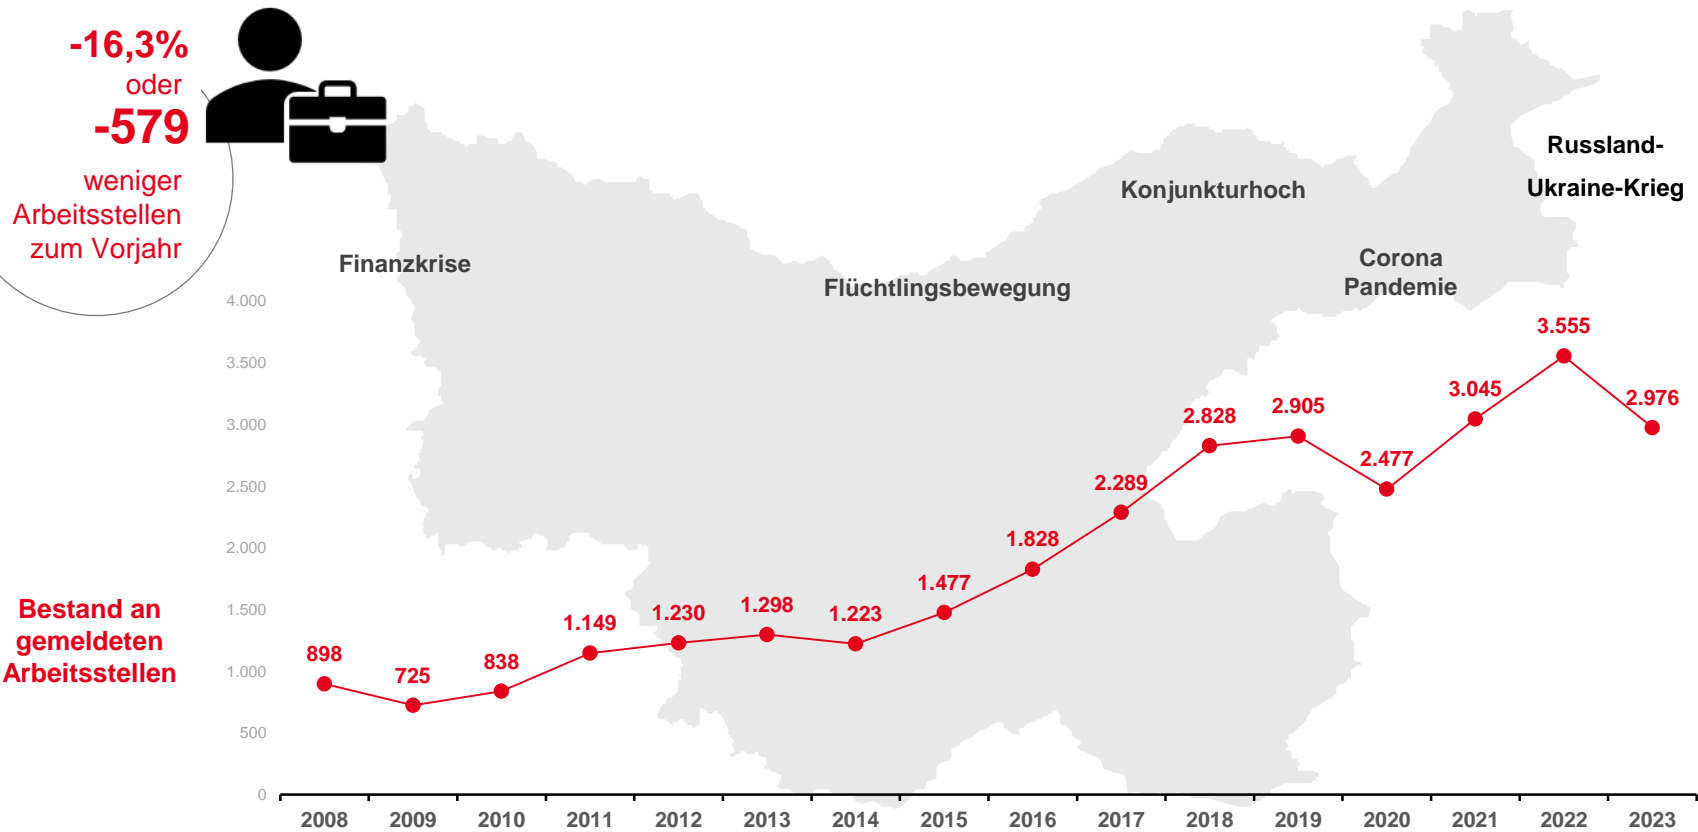 -16,3%
oder
-579
weniger
Arbeitsstellen
zum Vorjahr
Finanzkrise
Flüchtlingsbewegung
Konjunkturhoch
Corona
Pandemie
Russland-
Ukraine-Krieg
Bestand an
gemeldeten
Arbeitsstellen
4.000
3.500
3.000
2.500
2.000
1.500
1.000
500
0
898
725
838
1.149
1.230
1.298
1.223
1.477
1.828
2.289
2.828
2.905
2.477
3.045
3.555
2.976
2008 2009 2010 2011 2012 2013 2014 2015 2016 2017 2018 2019 2020 2021 2022 2023